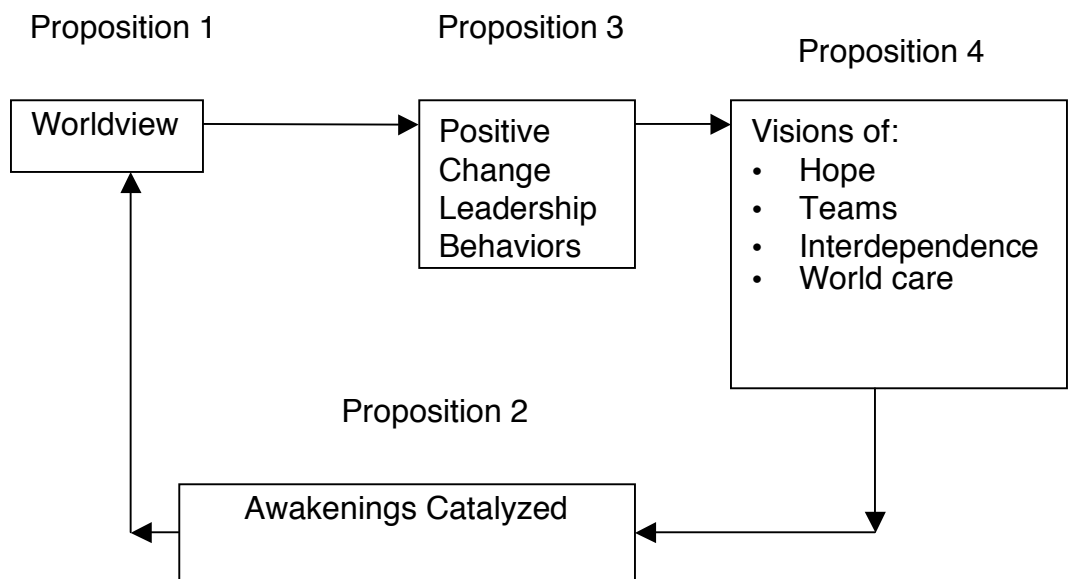 Proposition 1
Proposition 3
Proposition 4
Worldview
Positive
Change
Leadership
Behaviors
Visions of:
• Hope
• Teams
• Interdependence
• World care
Proposition 2
Awakenings Catalyzed